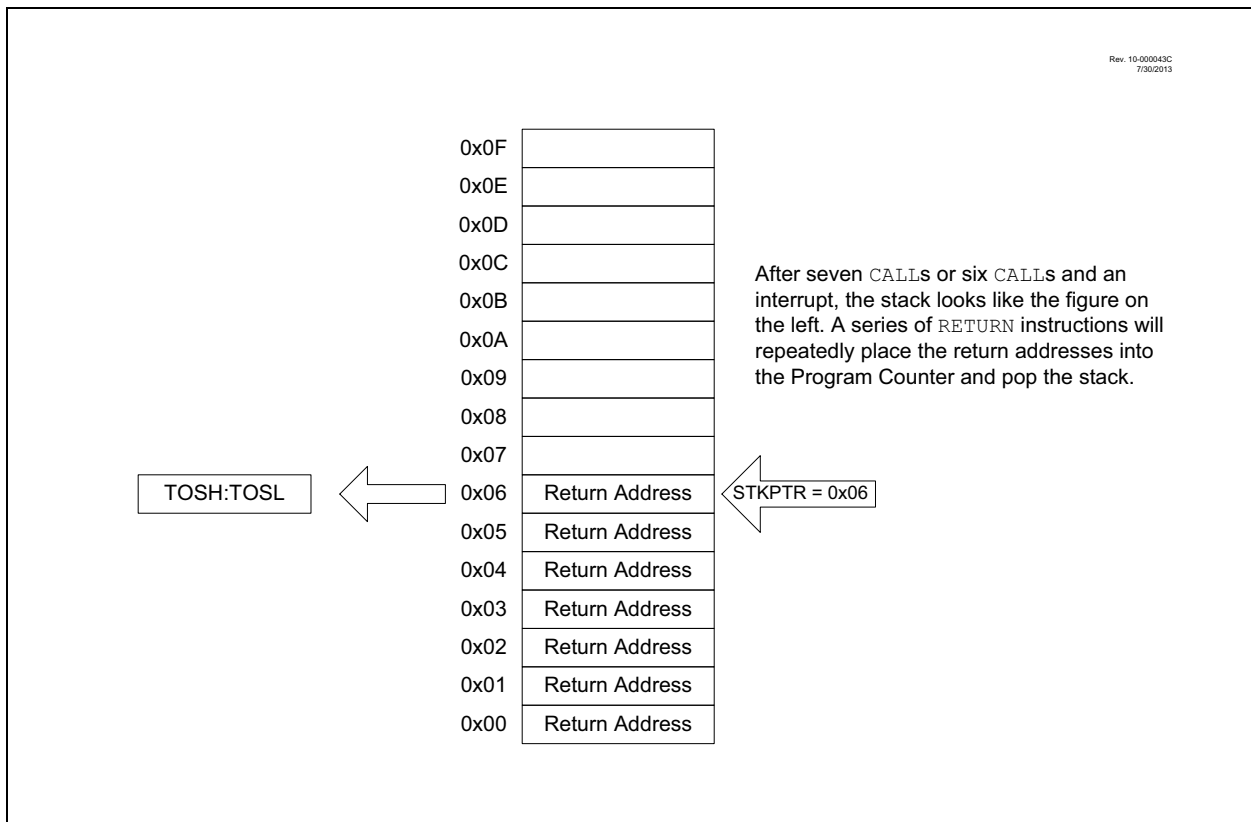 Rev. 10-000043C
7/30/2013
0x0F
0x0E
0x0D
0x0C
0x0B
0x0A
0x09
0x08
0x07
After seven CALLs or six CALLs and an
interrupt, the stack looks like the figure on
the left. A series of RETURN instructions will
repeatedly place the return addresses into
the Program Counter and pop the stack.
TOSH:TOSL
0x06 Return Address STKPTR = 0x06
0x05 Return Address
0x04 Return Address
0x03 Return Address
0x02 Return Address
0x01 Return Address
0x00 Return Address